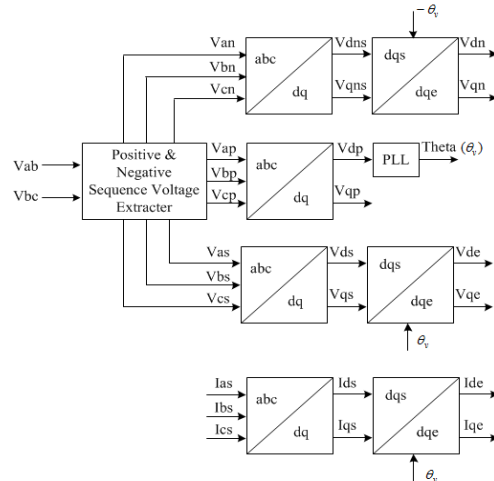 −θv
Van abc Vdns dqs Vdn
Vbn
Vcn dq Vqns dqe Vqn
Vab
Vbc
Positive &
Negative
Sequence Voltage
Extracter
Vap abc Vdp PLL Theta (θv)
Vbp
Vcp dq Vqp
Vas abc Vds dqs Vde
Vbs
Vcs dq Vqs dqe Vqe
θv
Ias abc Ids dqs Ide
Ibs
Ics dq Iqs dqe Iqe
θv